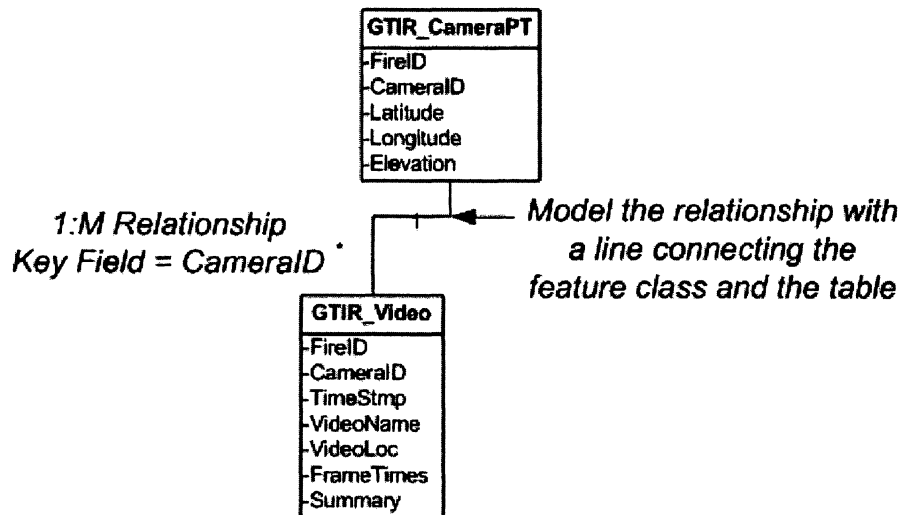 GTIR_CameraPT
-FireID
-CameraID
-Latitude
-Longitude
-Elevation
1:M Relationship
Key Field = CameraID
Model the relationship with
a line connecting the
feature class and the table
GTIR_Video
-FireID
-CameraID
-TimeStmp
-VideoName
-VideoLoc
-FrameTimes
-Summary